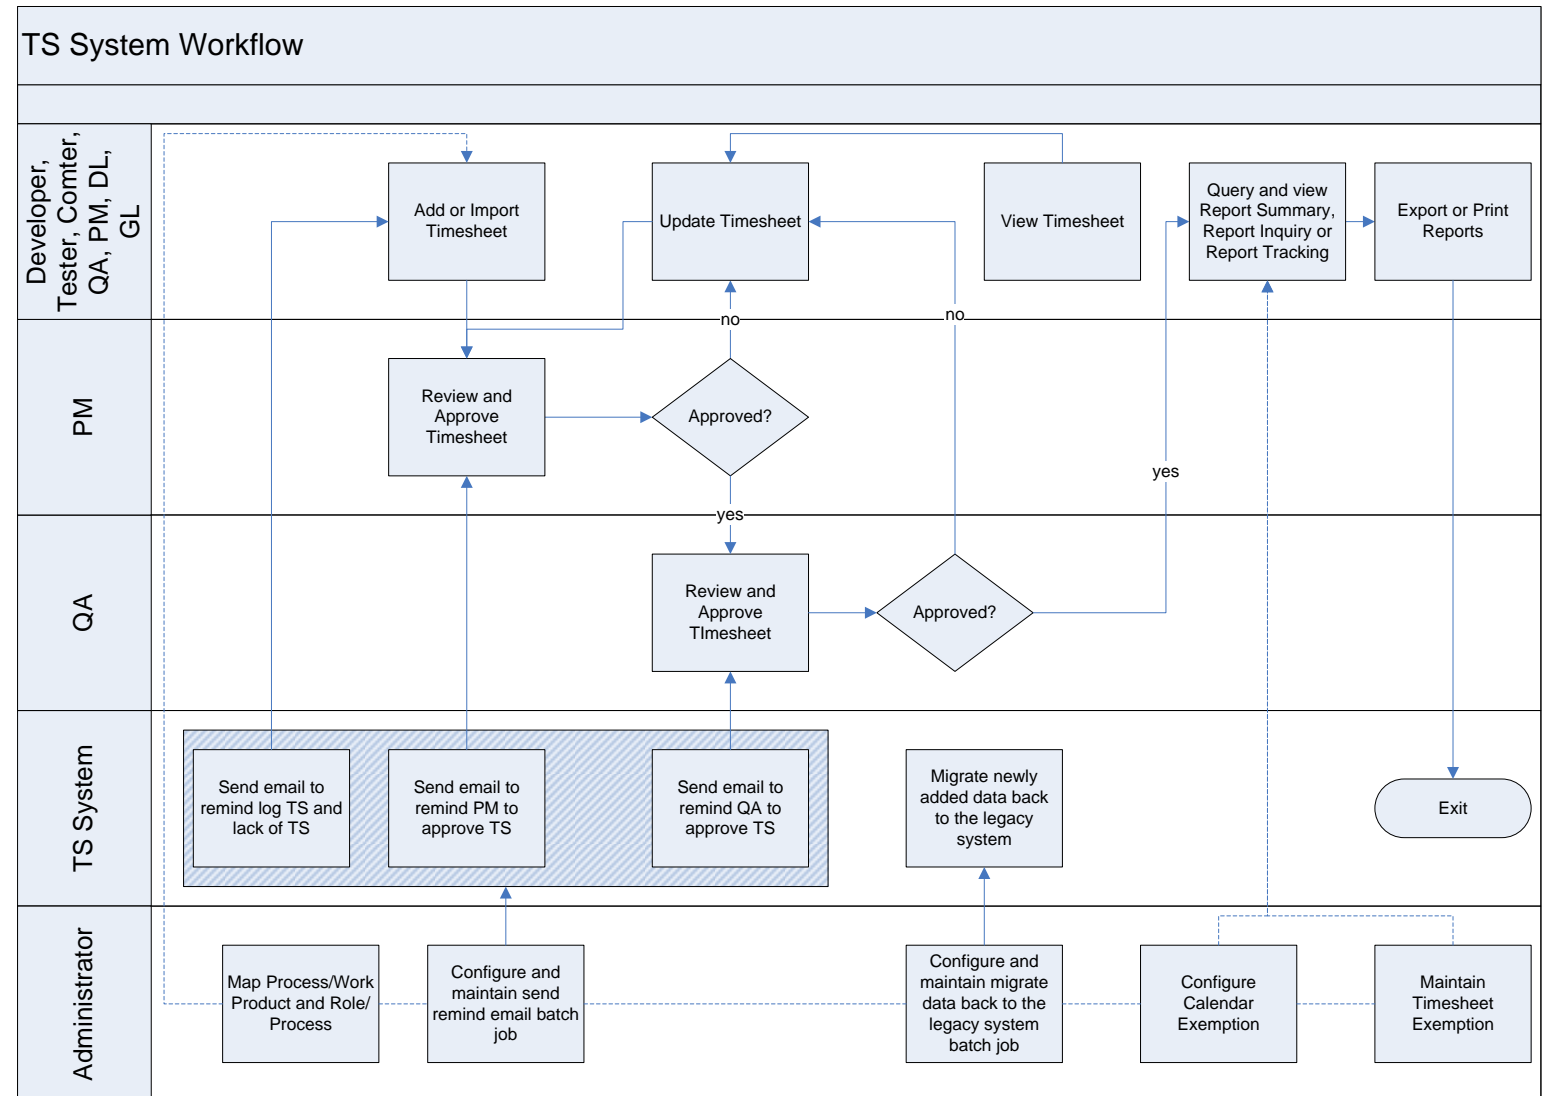 TS System Workflow
Developer,
Tester, Comter,
QA, PM, DL,
GL
Add or Import
Timesheet
Update Timesheet
View Timesheet
Query and view
Report Summary,
Report Inquiry or
Report Tracking
Export or Print
Reports
no
no
PM
Review and
Approve
Timesheet
Approved?
yes
yes
QA
Review and
Approve
TImesheet
Approved?
TS System
Send email to
remind log TS and
lack of TS
Send email to
remind PM to
approve TS
Send email to
remind QA to
approve TS
Migrate newly
added data back
to the legacy
system
Exit
Administrator
Map Process/Work
Product and Role/
Process
Configure and
maintain send
remind email batch
job
Configure and
maintain migrate
data back to the
legacy system
batch job
Configure
Calendar
Exemption
Maintain
Timesheet
Exemption